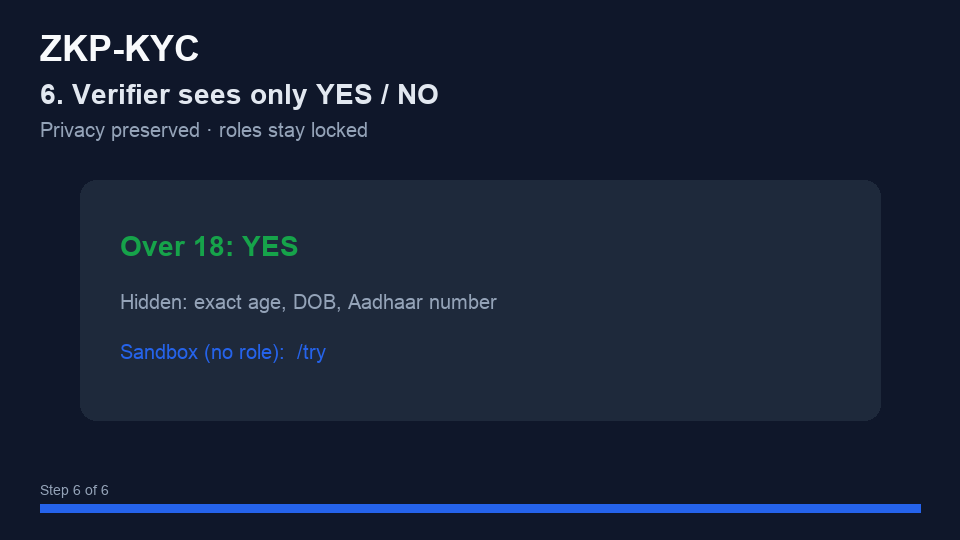 ZKP-KYC
6. Verifier sees only YES / NO
Privacy preserved · roles stay locked
Over 18: YES
Hidden: exact age, DOB, Aadhaar number
Sandbox (no role): /try
Step 6 of 6